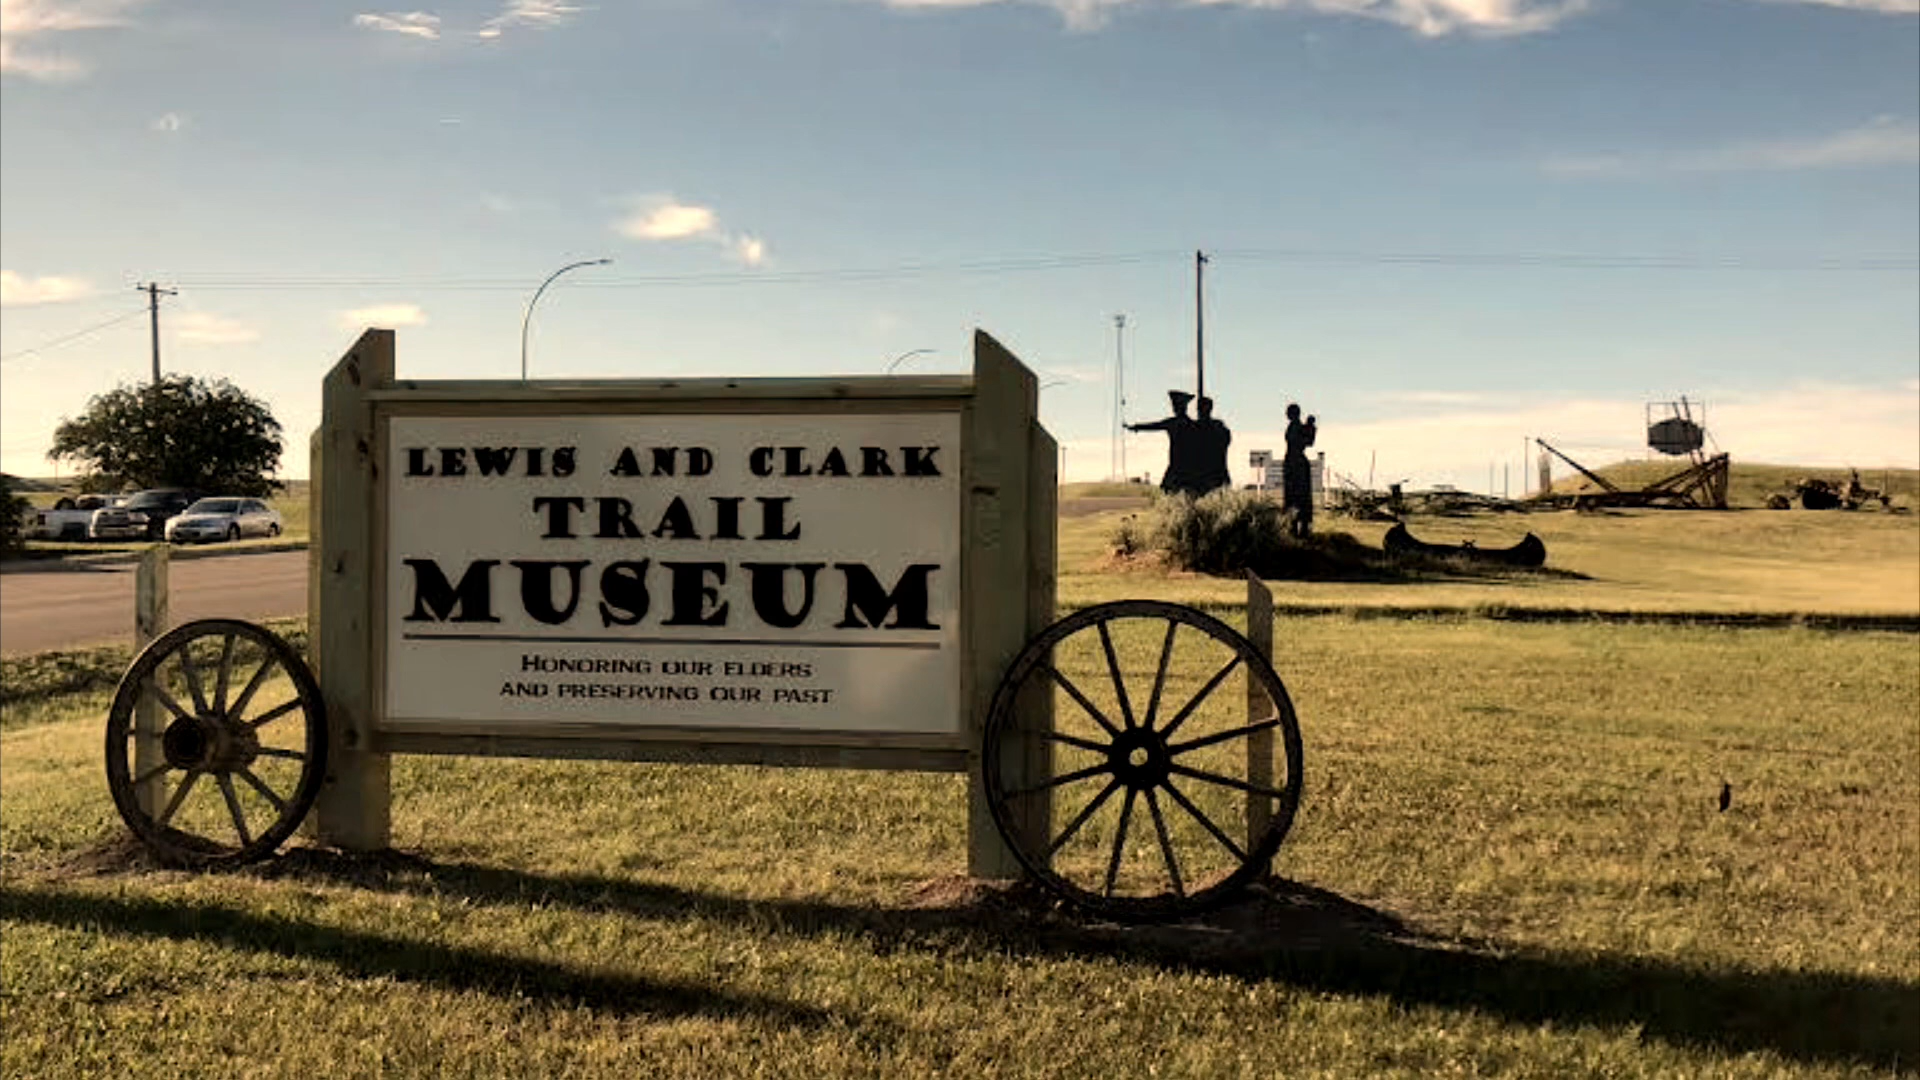 LEWIS AND CLARK
TRAIL
MUSEUM
HONORING OUR ELDERS
AND PRESERVING OUR PAST